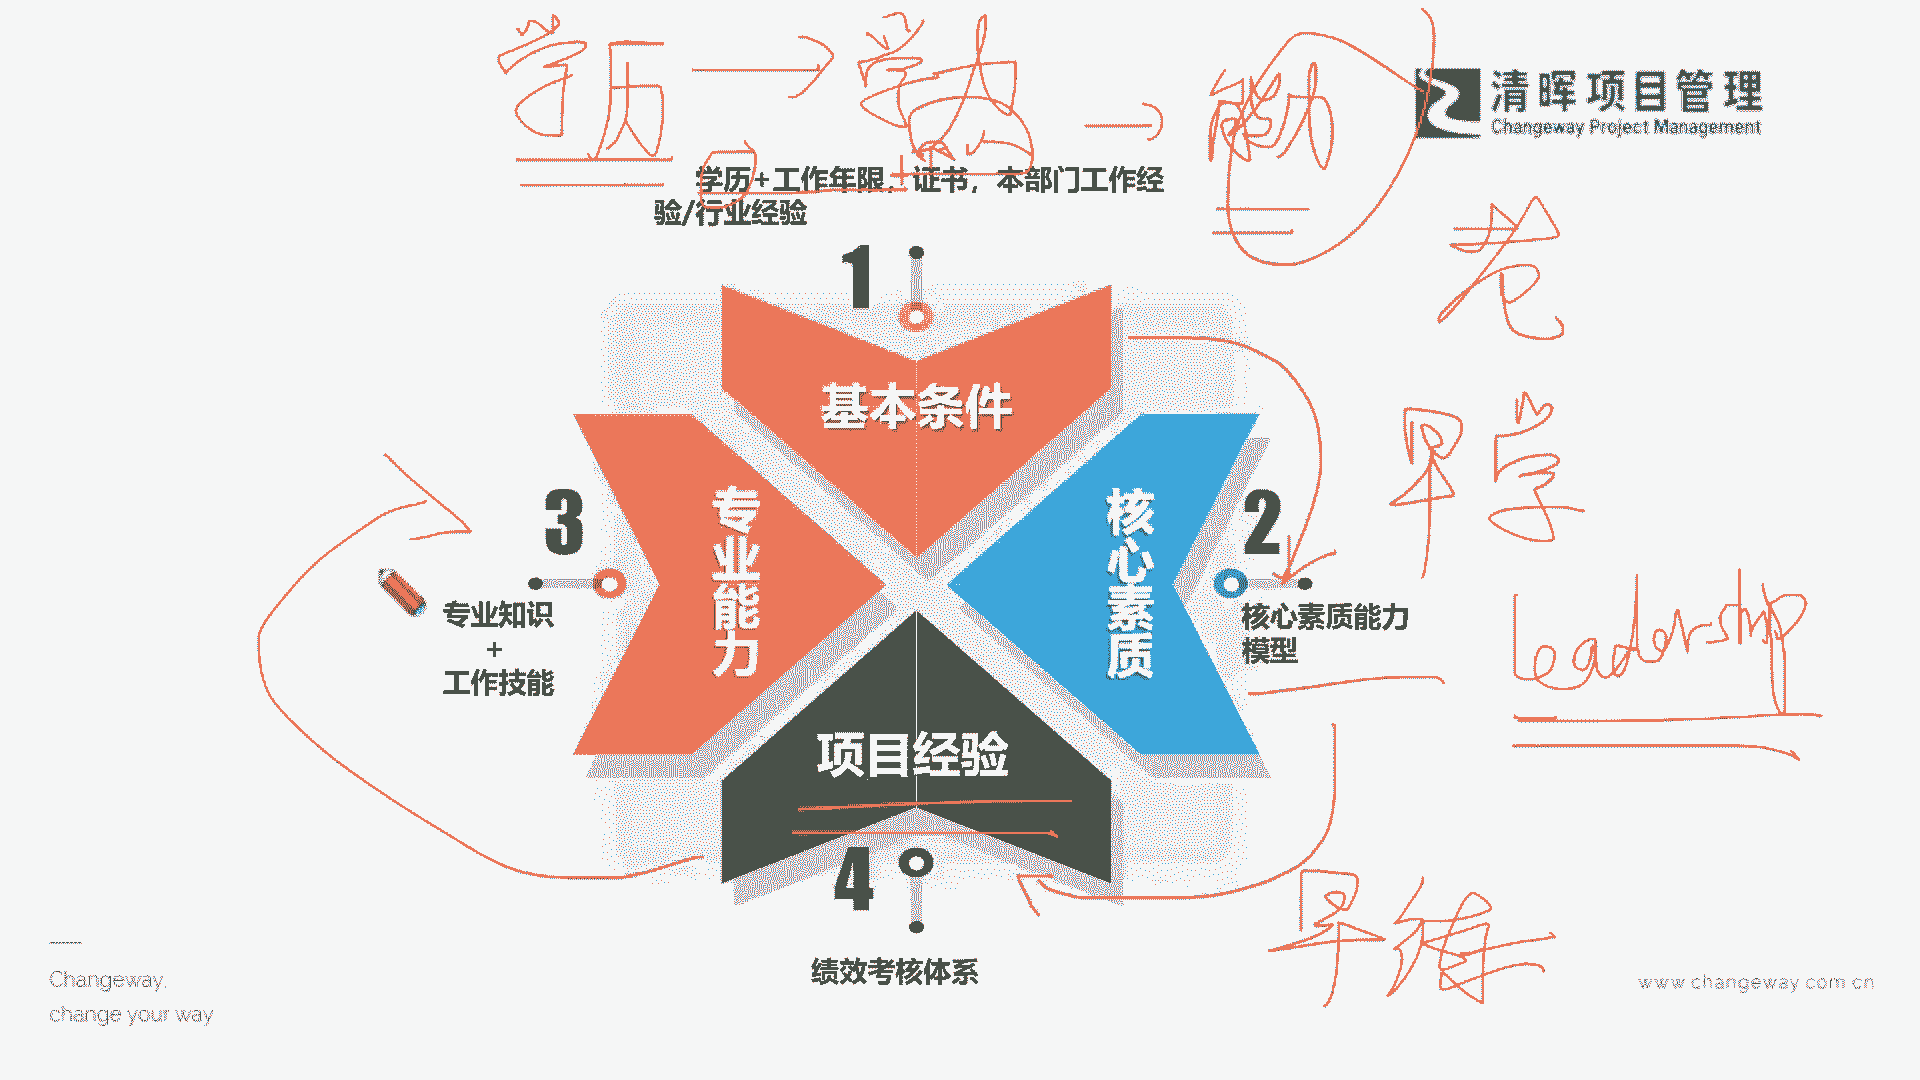 学历 → 学力 → 能力
清晖项目管理
Changeway Project Management
学历+工作年限，证书，本部门工作经
验/行业经验
1
基本条件
早学
3
专业能力
核心素质
2
专业知识
+
工作技能
核心素质能力
模型
leadership
项目经验
4
早练
绩效考核体系
Changeway,
change your way
www.changeway.com.cn